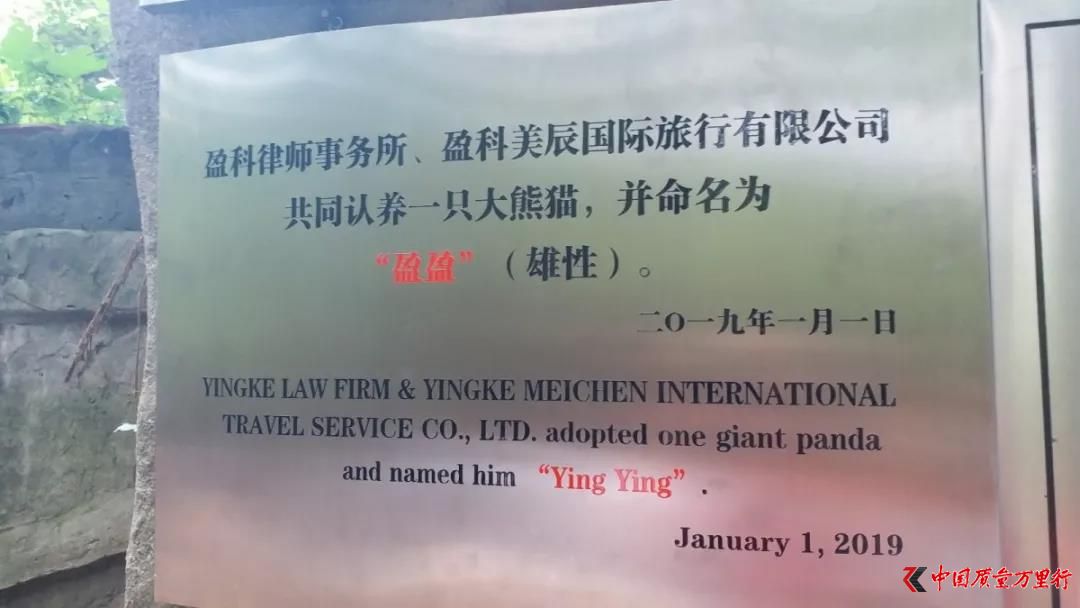 盈科律师事务所、盈科美辰国际旅行有限公司
共同认养一只大熊猫，并命名为
“盈盈”（雄性）。
二O一九年一月一日
YINGKE LAW FIRM & YINGKE MEICHEN INTERNATIONAL
TRAVEL SERVICE CO., LTD. adopted one giant panda
and named him “Ying Ying”.
January 1, 2019
中国质量万里行